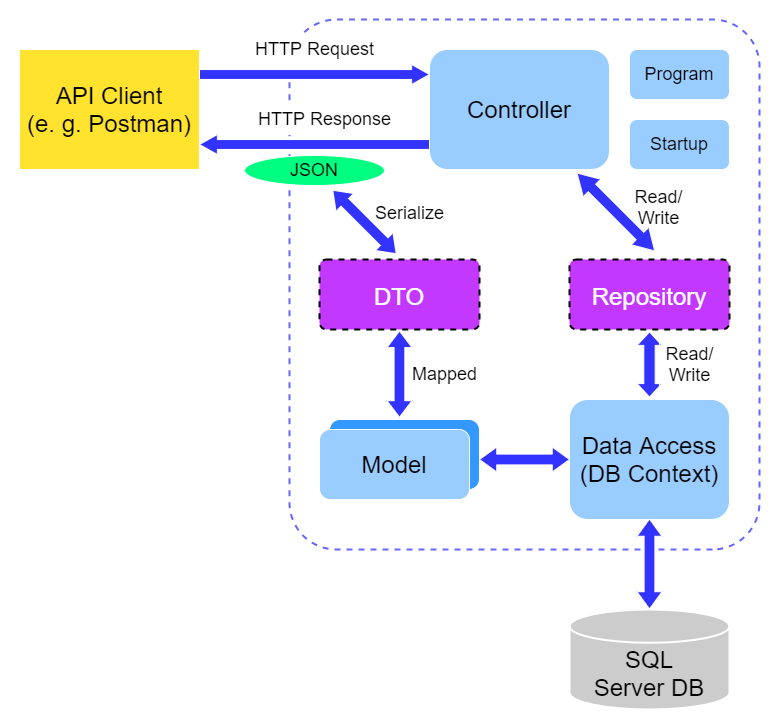 HTTP Request
API Client
(e. g. Postman)
Controller
Program
HTTP Response
Startup
JSON
Serialize
Read/
Write
DTO
Repository
Mapped
Read/
Write
Model
Data Access
(DB Context)
SQL
Server DB